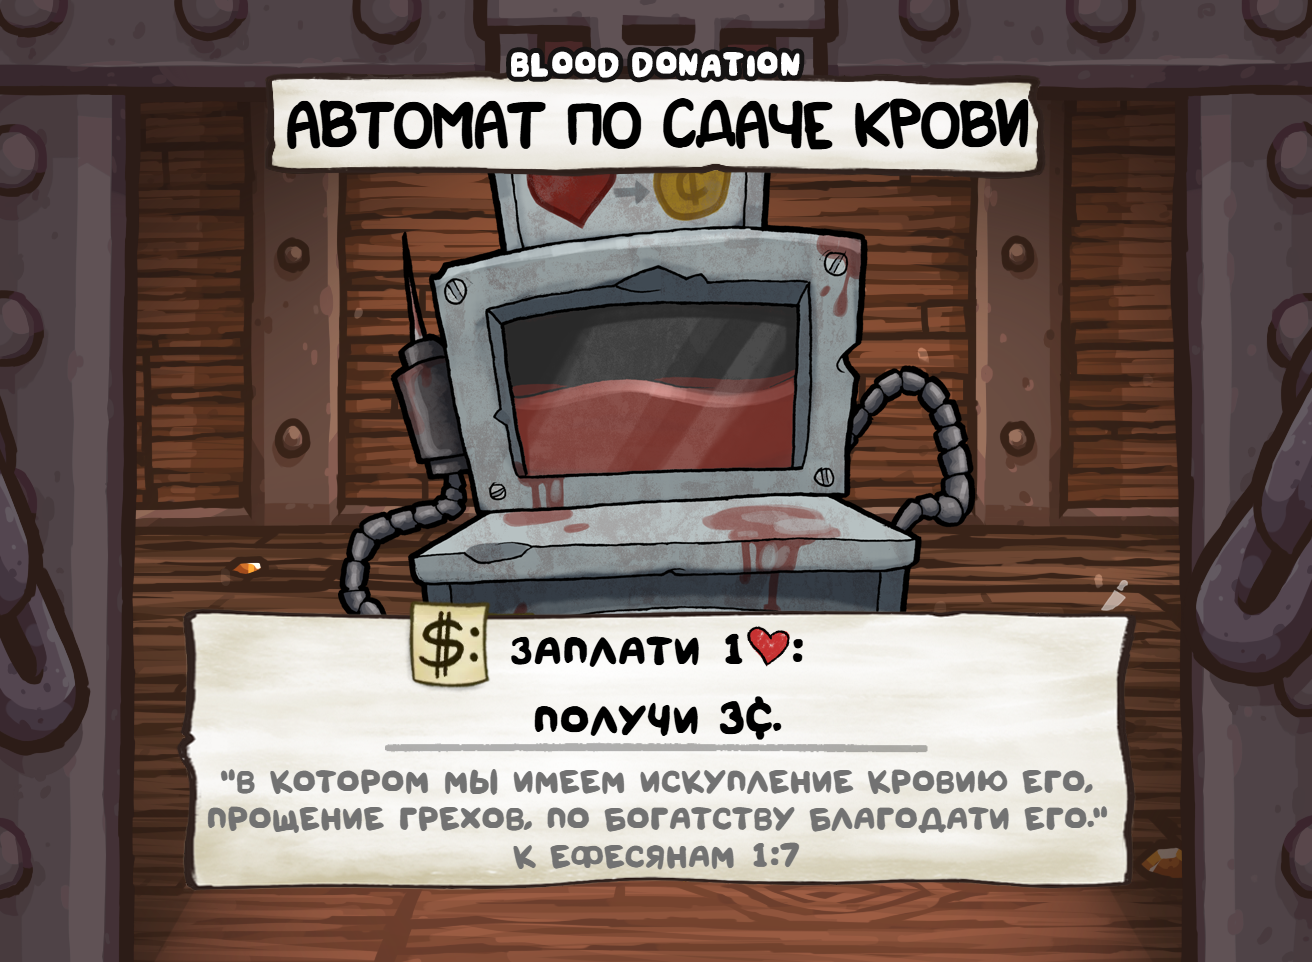 BLOOD DONATION
АВТОМАТ ПО СДАЧЕ КРОВИ
¢
$: ЗАПЛАТИ 1❤:
ПОЛУЧИ 3¢.
"В КОТОРОМ МЫ ИМЕЕМ ИСКУПЛЕНИЕ КРОВИЮ ЕГО,
ПРОЩЕНИЕ ГРЕХОВ, ПО БОГАТСТВУ БЛАГОДАТИ ЕГО."
К ЕФЕСЯНАМ 1:7